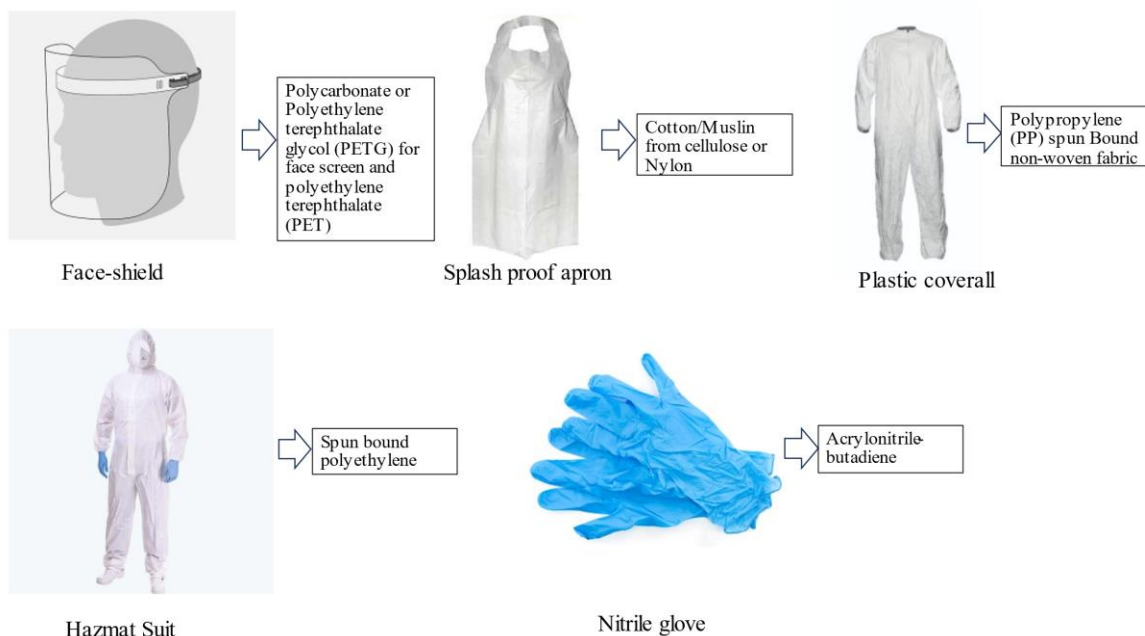 Polycarbonate or
Polyethylene
terephthalate
glycol (PETG) for
face screen and
polyethylene
terephthalate
(PET)
Face-shield
Cotton/Muslin
from cellulose or
Nylon
Splash proof apron
Polypropylene
(PP) spun Bound
non-woven fabric
Plastic coverall
Spun bound
polyethylene
Hazmat Suit
Acrylonitrile-
butadiene
Nitrile glove